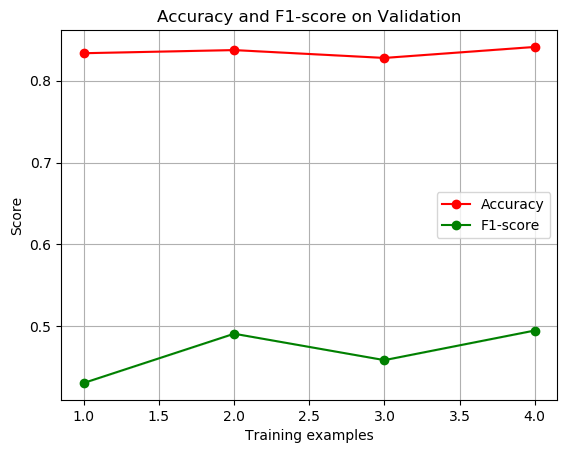 Accuracy and F1-score on Validation
0.8
0.7
0.6
0.5
Score
Accuracy
F1-score
1.0 1.5 2.0 2.5 3.0 3.5 4.0
Training examples